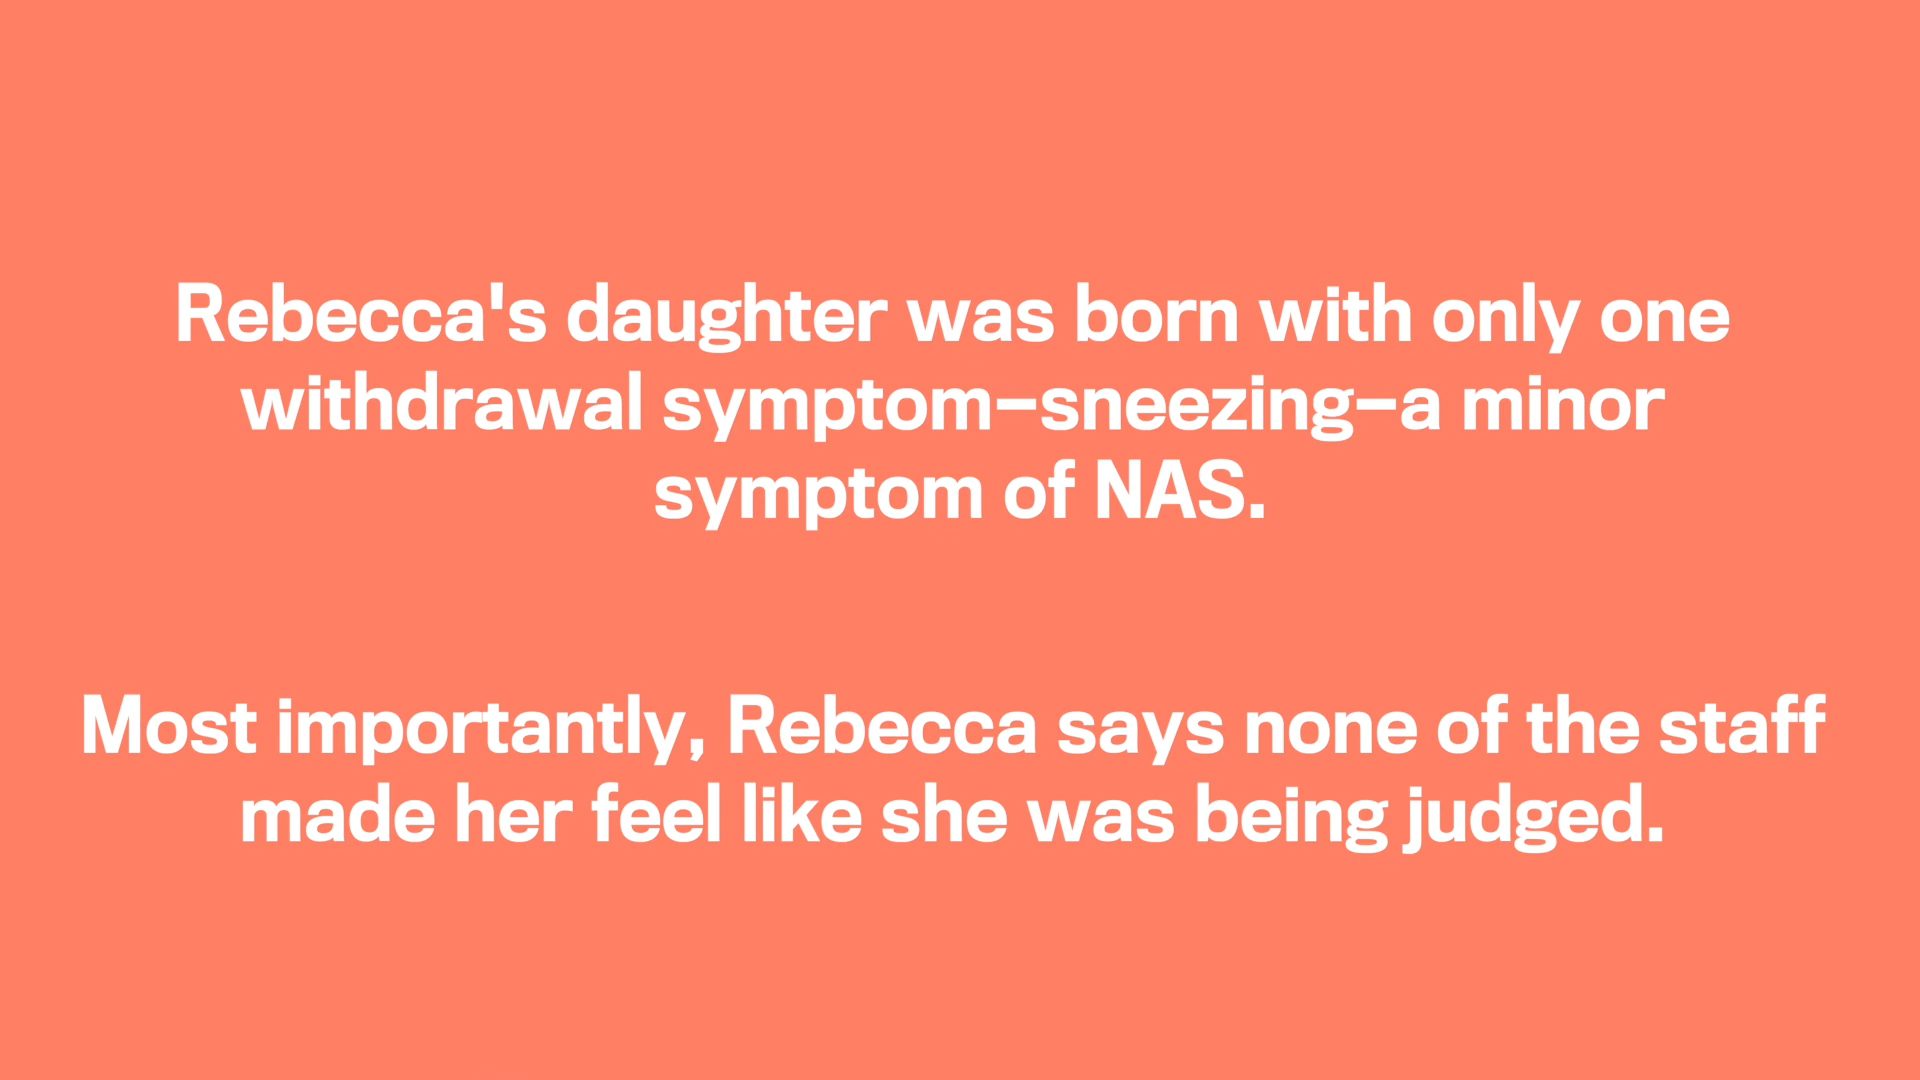 Rebecca's daughter was born with only one
withdrawal symptom–sneezing–a minor
symptom of NAS.
Most importantly, Rebecca says none of the staff
made her feel like she was being judged.